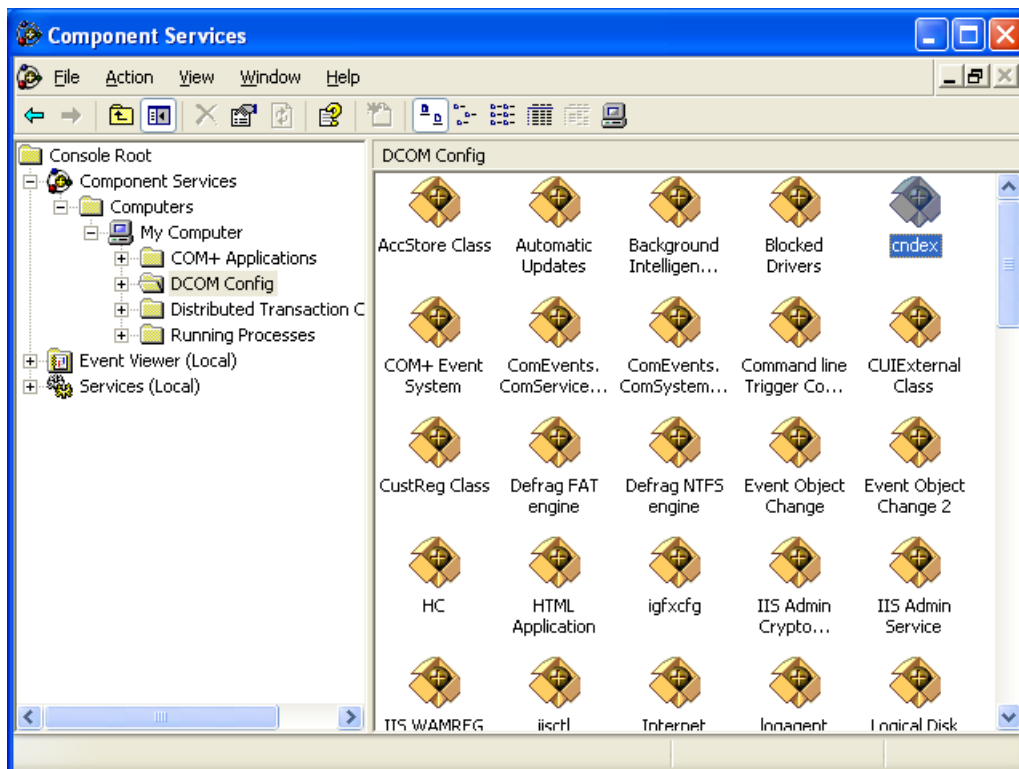 Component Services
File Action View Window Help
Console Root
Component Services
Computers
My Computer
COM+ Applications
DCOM Config
Distributed Transaction C
Running Processes
Event Viewer (Local)
Services (Local)
DCOM Config
AccStore Class
Automatic
Updates
Background
Intelligen...
Blocked
Drivers
cndex
COM+ Event
System
ComEvents.
ComService...
ComEvents.
ComSystem...
Command line
Trigger Co...
CUIExternal
Class
CustReg Class
Defrag FAT
engine
Defrag NTFS
engine
Event Object
Change
Event Object
Change 2
HC
HTML
Application
igfxcfg
IIS Admin
Crypto...
IIS Admin
Service
IIS WAMREG
iisctl
Internet
logagent
Logical Disk